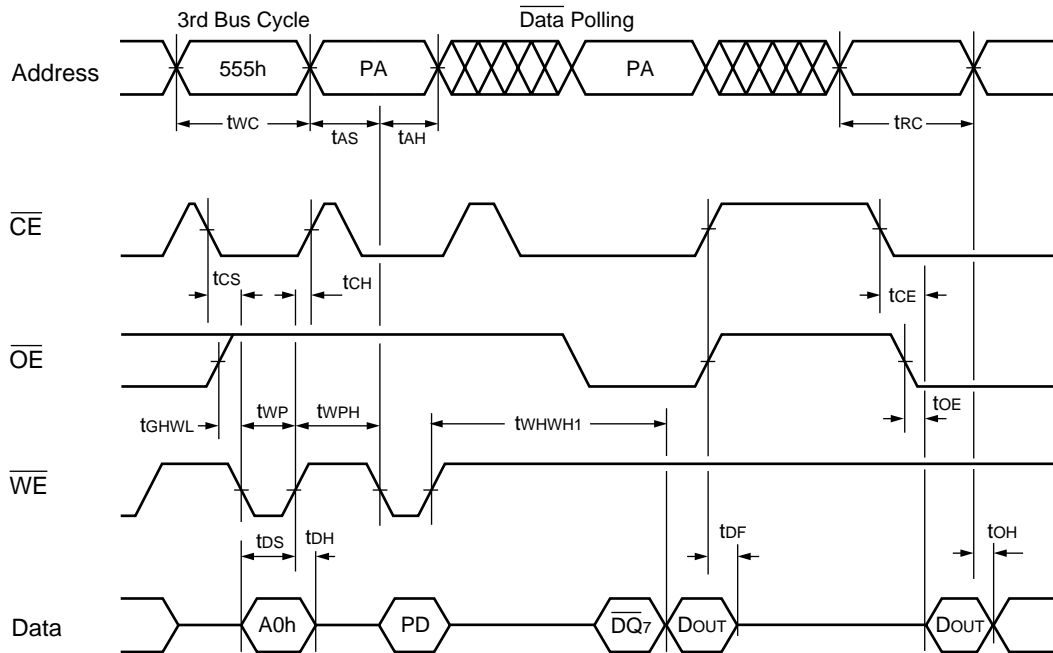 3rd Bus Cycle Data Polling
Address 555h PA PA
tWC tAS tAH tRC
CE
tCS tCH tCE
OE
tGHWL tWP tWPH tWHWH1 tOE
WE
tDS tDH tDF tOH
Data A0h PD DQ7 DOUT DOUT